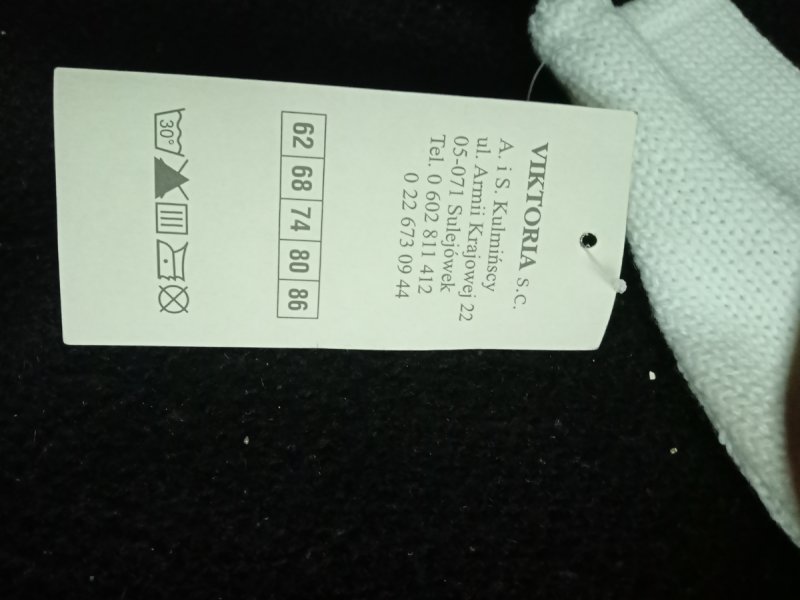 VIKTORIA s.c.
A. i S. Kulmińscy
ul. Armii Krajowej 22
05-071 Sulejówek
Tel. 0 602 811 412
0 22 673 09 44
62 68 74 80 86
30°